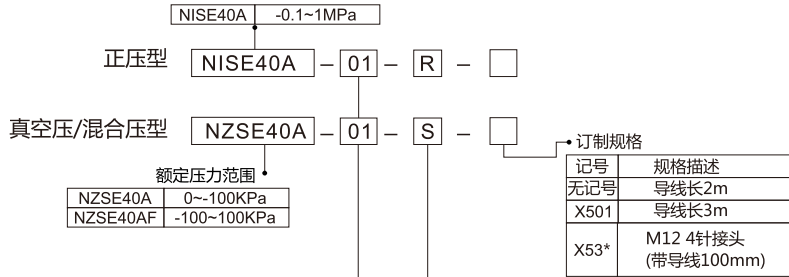 NISE40A -0.1~1MPa
正压型 NISE40A - 01 - R -
真空压/混合压型 NZSE40A - 01 - S -
订制规格
额定压力范围
NZSE40A 0~-100KPa
NZSE40AF -100~100KPa
记号 规格描述
无记号 导线长2m
X501 导线长3m
X53* M12 4针接头
(带导线100mm)